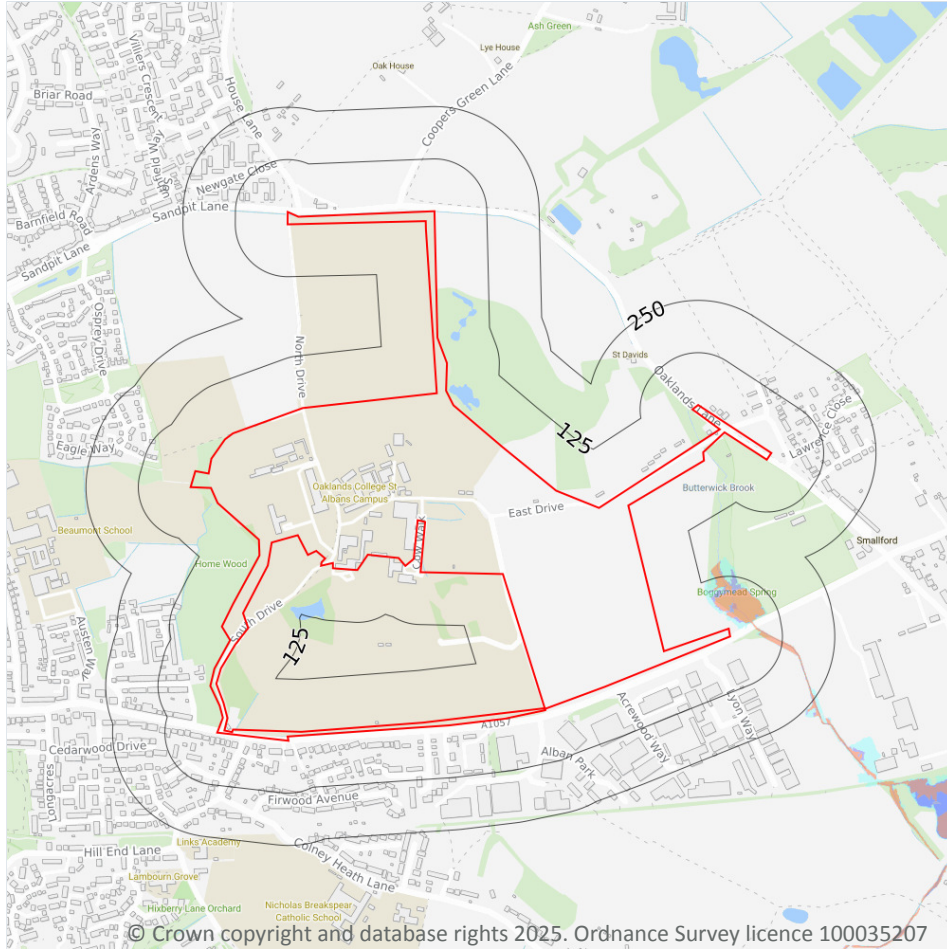 Ash Green
Lye House
Oak House
Villiers Crescent
House Lane
Coopers Green Lane
Briar Road
Ardens Way
Newgate Close
Sandpit Lane
Barnfield Road
Sandpit Lane
Osprey Drive
250
North Drive
St Davids
Oaklands Lane
Lawrence Close
125
Eagle Way
Oaklands College St
Albans Campus
Butterwick Brook
East Drive
Beaumont School
Cow Walk
Smallford
Home Wood
Boggymead Spring
South Drive
125
Austen Way
Acrewood Way
Lyon Way
A1057
Cedarwood Drive
Alban Park
Longacres
Firwood Avenue
Links Academy
Hill End Lane
Colney Heath Lane
Lambourn Grove
Hixberry Lane Orchard
Nicholas Breakspear
Catholic School
© Crown copyright and database rights 2025. Ordnance Survey licence 100035207